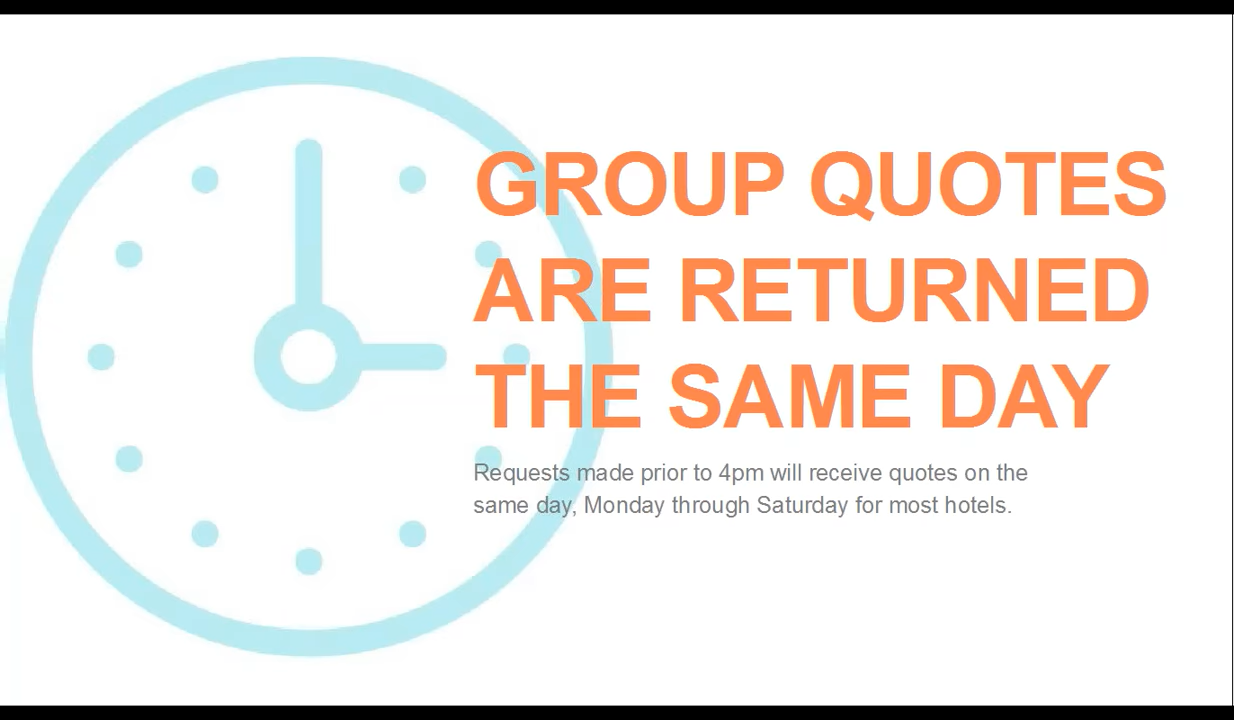 GROUP QUOTES
ARE RETURNED
THE SAME DAY
Requests made prior to 4pm will receive quotes on the
same day, Monday through Saturday for most hotels.